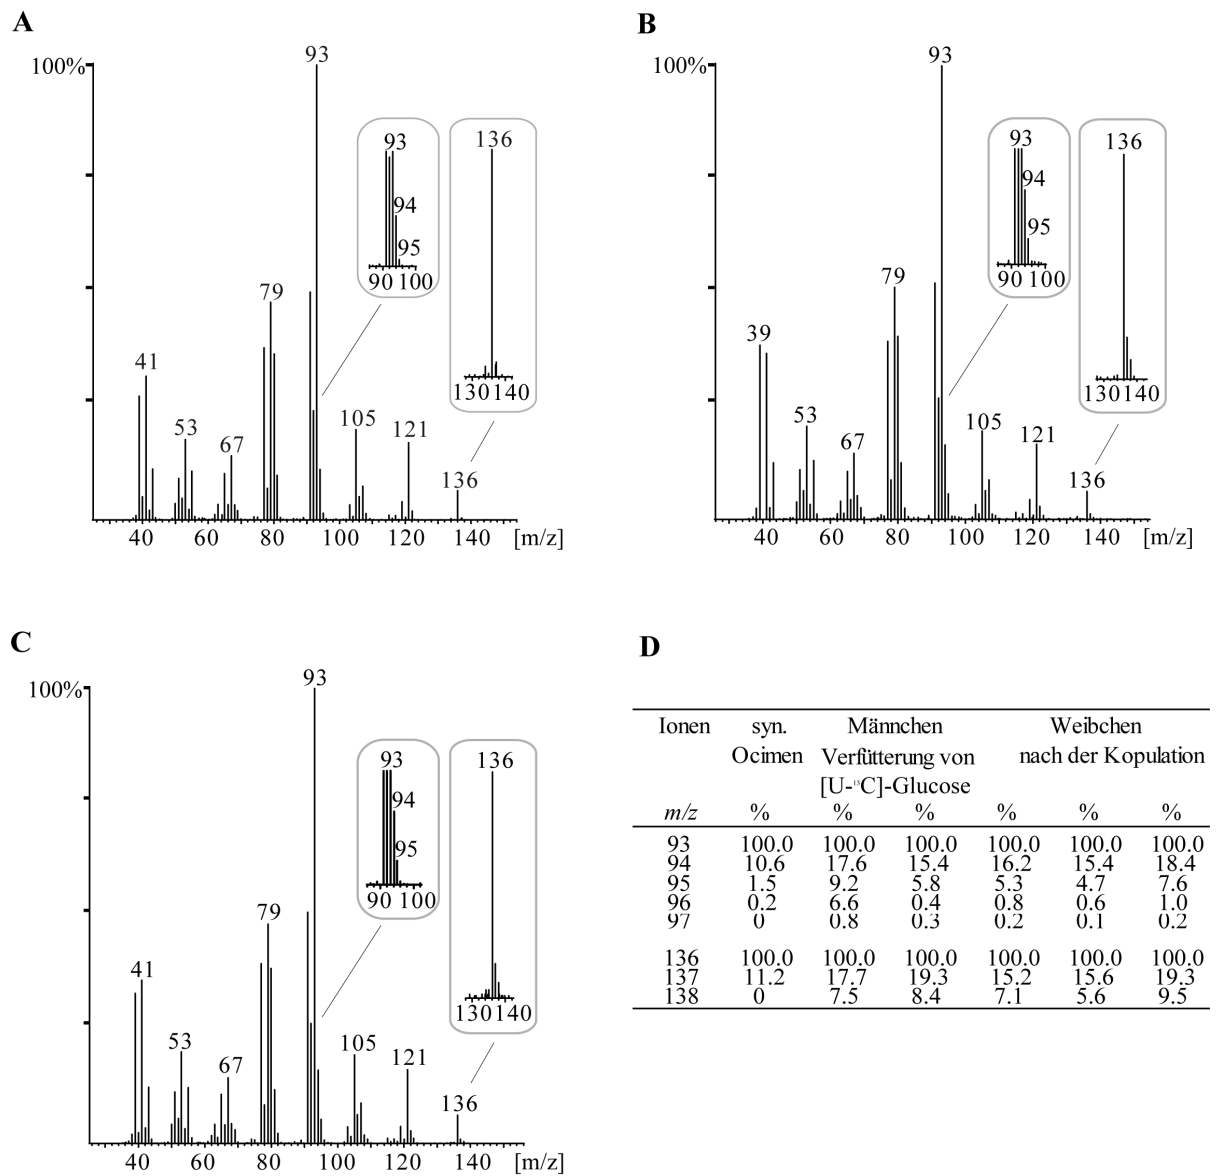 A
100%
93
93
94
95
90 100
136
130 140
41
53
67
79
105
121
136
40 60 80 100 120 140 [m/z]
B
100%
93
93
94
95
90 100
136
130 140
39
53
67
79
105
121
136
40 60 80 100 120 140 [m/z]
C
100%
93
93
94
95
90 100
136
130 140
41
53
67
79
105
121
136
40 60 80 100 120 140 [m/z]
D
Ionen syn. Männchen Weibchen
Ocimen Verfütterung von nach der Kopulation
[U-¹³C]-Glucose
m/z % % % % % %
93 100.0 100.0 100.0 100.0 100.0 100.0
94 10.6 17.6 15.4 16.2 15.4 18.4
95 1.5 9.2 5.8 5.3 4.7 7.6
96 0.2 6.6 0.4 0.8 0.6 1.0
97 0 0.8 0.3 0.2 0.1 0.2
136 100.0 100.0 100.0 100.0 100.0 100.0
137 11.2 17.7 19.3 15.2 15.6 19.3
138 0 7.5 8.4 7.1 5.6 9.5